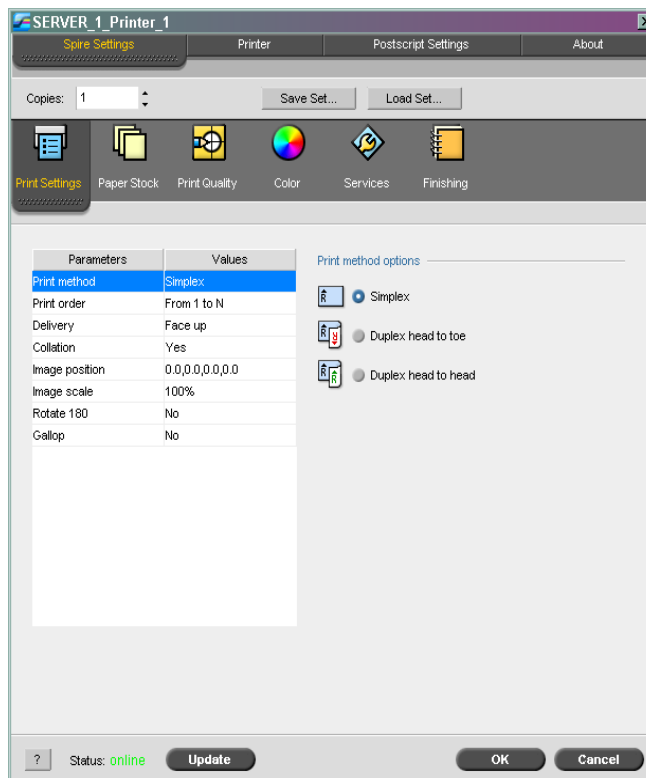 SERVER_1_Printer_1
Spire Settings Printer Postscript Settings About
Copies: 1 Save Set... Load Set...
Print Settings Paper Stock Print Quality Color Services Finishing
Parameters Values
Print method Simplex
Print order From 1 to N
Delivery Face up
Collation Yes
Image position 0.0,0.0,0.0,0.0
Image scale 100%
Rotate 180 No
Gallop No
Print method options
R Simplex
R R Duplex head to toe
R R Duplex head to head
? Status: online Update OK Cancel